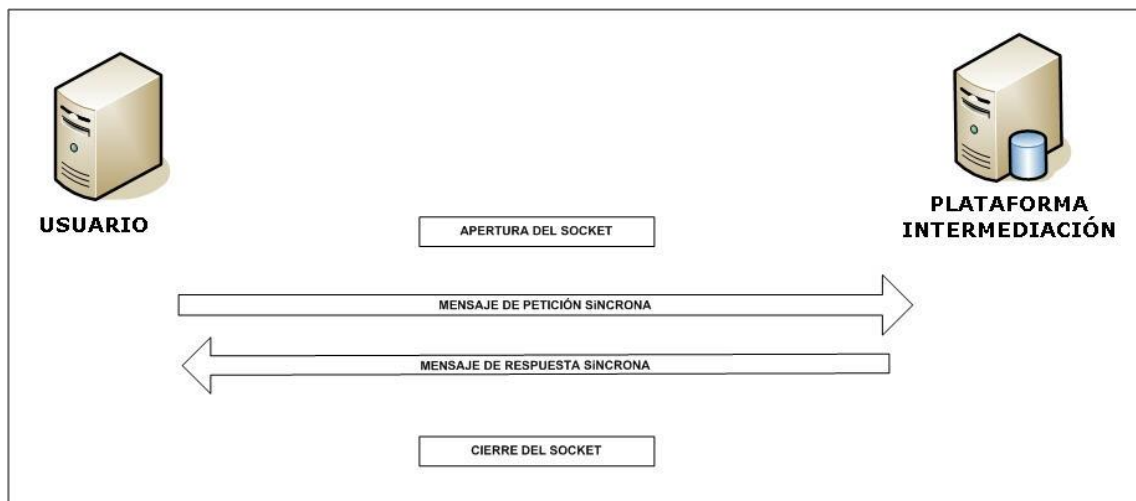 USUARIO
PLATAFORMA
INTERMEDIACIÓN
APERTURA DEL SOCKET
MENSAJE DE PETICIÓN SíNCRONA
MENSAJE DE RESPUESTA SíNCRONA
CIERRE DEL SOCKET